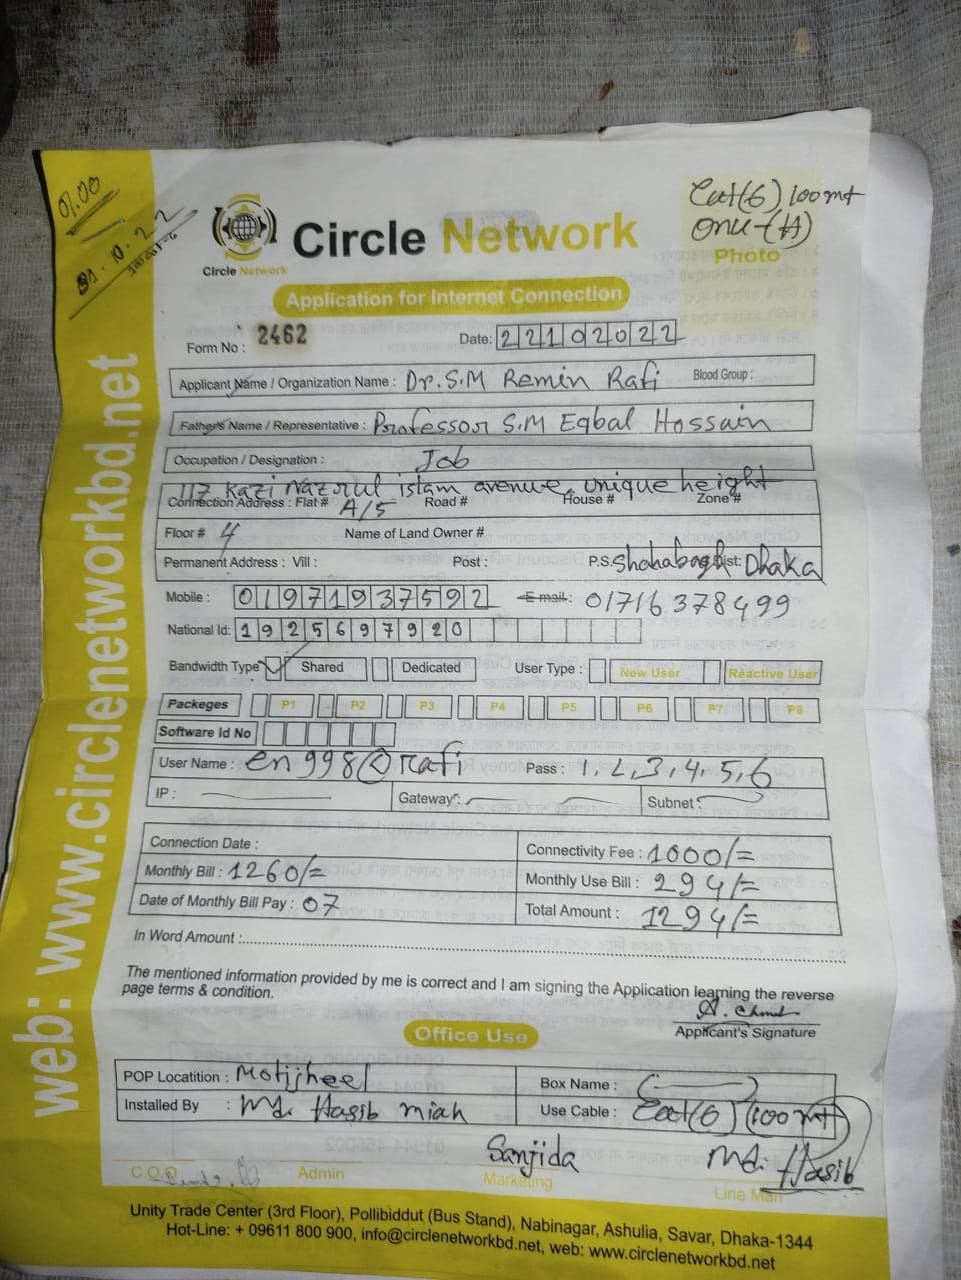 01.00
31.10.22
Cat(6) 100mt
onu-(A)
Photo
Circle Network
Circle Network
Application for Internet Connection
Form No : 2462
Date: 22102022
Applicant Name / Organization Name : Dr. S.M Remin Rafi Blood Group :
Father's Name / Representative : Professor S.M Eqbal Hossain
Occupation / Designation : Job
117 Kazi Nazrul islam avenue, unique height
Connection Address : Flat # A/5 Road # House # Zone #
Floor # 4 Name of Land Owner #
Permanent Address : Vill : Post : P.S. Shahabagh Dist: Dhaka
Mobile : 01971937592 E-mail: 01716378499
National Id: 1925697920
Bandwidth Type Shared Dedicated User Type : New User Reactive User
Packeges P1 P2 P3 P4 P5 P6 P7 P8
Software Id No
User Name : en998@rafi Pass : 1,2,3,4,5,6
IP : Gateway : Subnet :
Connection Date : Connectivity Fee : 1000/=
Monthly Bill : 1260/= Monthly Use Bill : 294/=
Date of Monthly Bill Pay : 07 Total Amount : 1294/=
In Word Amount :
The mentioned information provided by me is correct and I am signing the Application learning the reverse
page terms & condition.
Applicant's Signature
Office Use
POP Locatition : Motijheel Box Name :
Installed By : Md. Hasib miah Use Cable : Cat(6) (100mt)
Sanjida Md. Hasib
C.O.O Admin Marketing Line Man
Unity Trade Center (3rd Floor), Pollibiddut (Bus Stand), Nabinagar, Ashulia, Savar, Dhaka-1344
Hot-Line: + 09611 800 900, info@circlenetworkbd.net, web: www.circlenetworkbd.net
web: www.circlenetworkbd.net